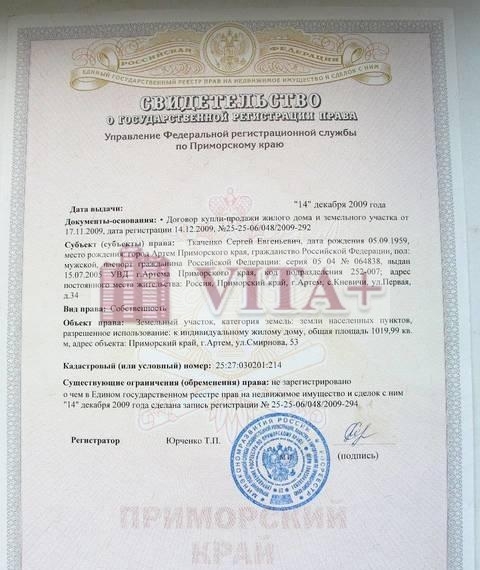 РОССИЙСКАЯ ФЕДЕРАЦИЯ
ЕДИНЫЙ ГОСУДАРСТВЕННЫЙ РЕЕСТР ПРАВ НА НЕДВИЖИМОЕ ИМУЩЕСТВО И СДЕЛОК С НИМ
СВИДЕТЕЛЬСТВО
О ГОСУДАРСТВЕННОЙ РЕГИСТРАЦИИ ПРАВА
Управление Федеральной регистрационной службы
по Приморскому краю
Дата выдачи: "14" декабря 2009 года
Документы-основания: • Договор купли-продажи жилого дома и земельного участка от
17.11.2009, дата регистрации 14.12.2009, №25-25-06/048/2009-292
Субъект (субъекты) права: Ткаченко Сергей Евгеньевич, дата рождения 05.09.1959,
место рождения: город Артем Приморского края, гражданство Российской Федерации, пол:
мужской, паспорт гражданина Российской Федерации: серия 05 04 № 064838, выдан
15.07.2005 УВД г.Артема Приморского края, код подразделения 252-007; адрес
постоянного места жительства: Россия, Приморский край, г.Артем, д.Кневичи, ул.Первая,
д.34
VITA+
Вид права: Собственность
Объект права: Земельный участок, категория земель: земли населенных пунктов,
разрешенное использование: к индивидуальному жилому дому, общая площадь 1019,99 кв.
м, адрес объекта: Приморский край, г.Артем, ул.Смирнова, 53
Кадастровый (или условный) номер: 25:27:030201:214
Существующие ограничения (обременения) права: не зарегистрировано
о чем в Едином государственном реестре прав на недвижимое имущество и сделок с ним
"14" декабря 2009 года сделана запись регистрации № 25-25-06/048/2009-294
Регистратор Юрченко Т.П.
(подпись)
ПРИМОРСКИЙ
КРАЙ